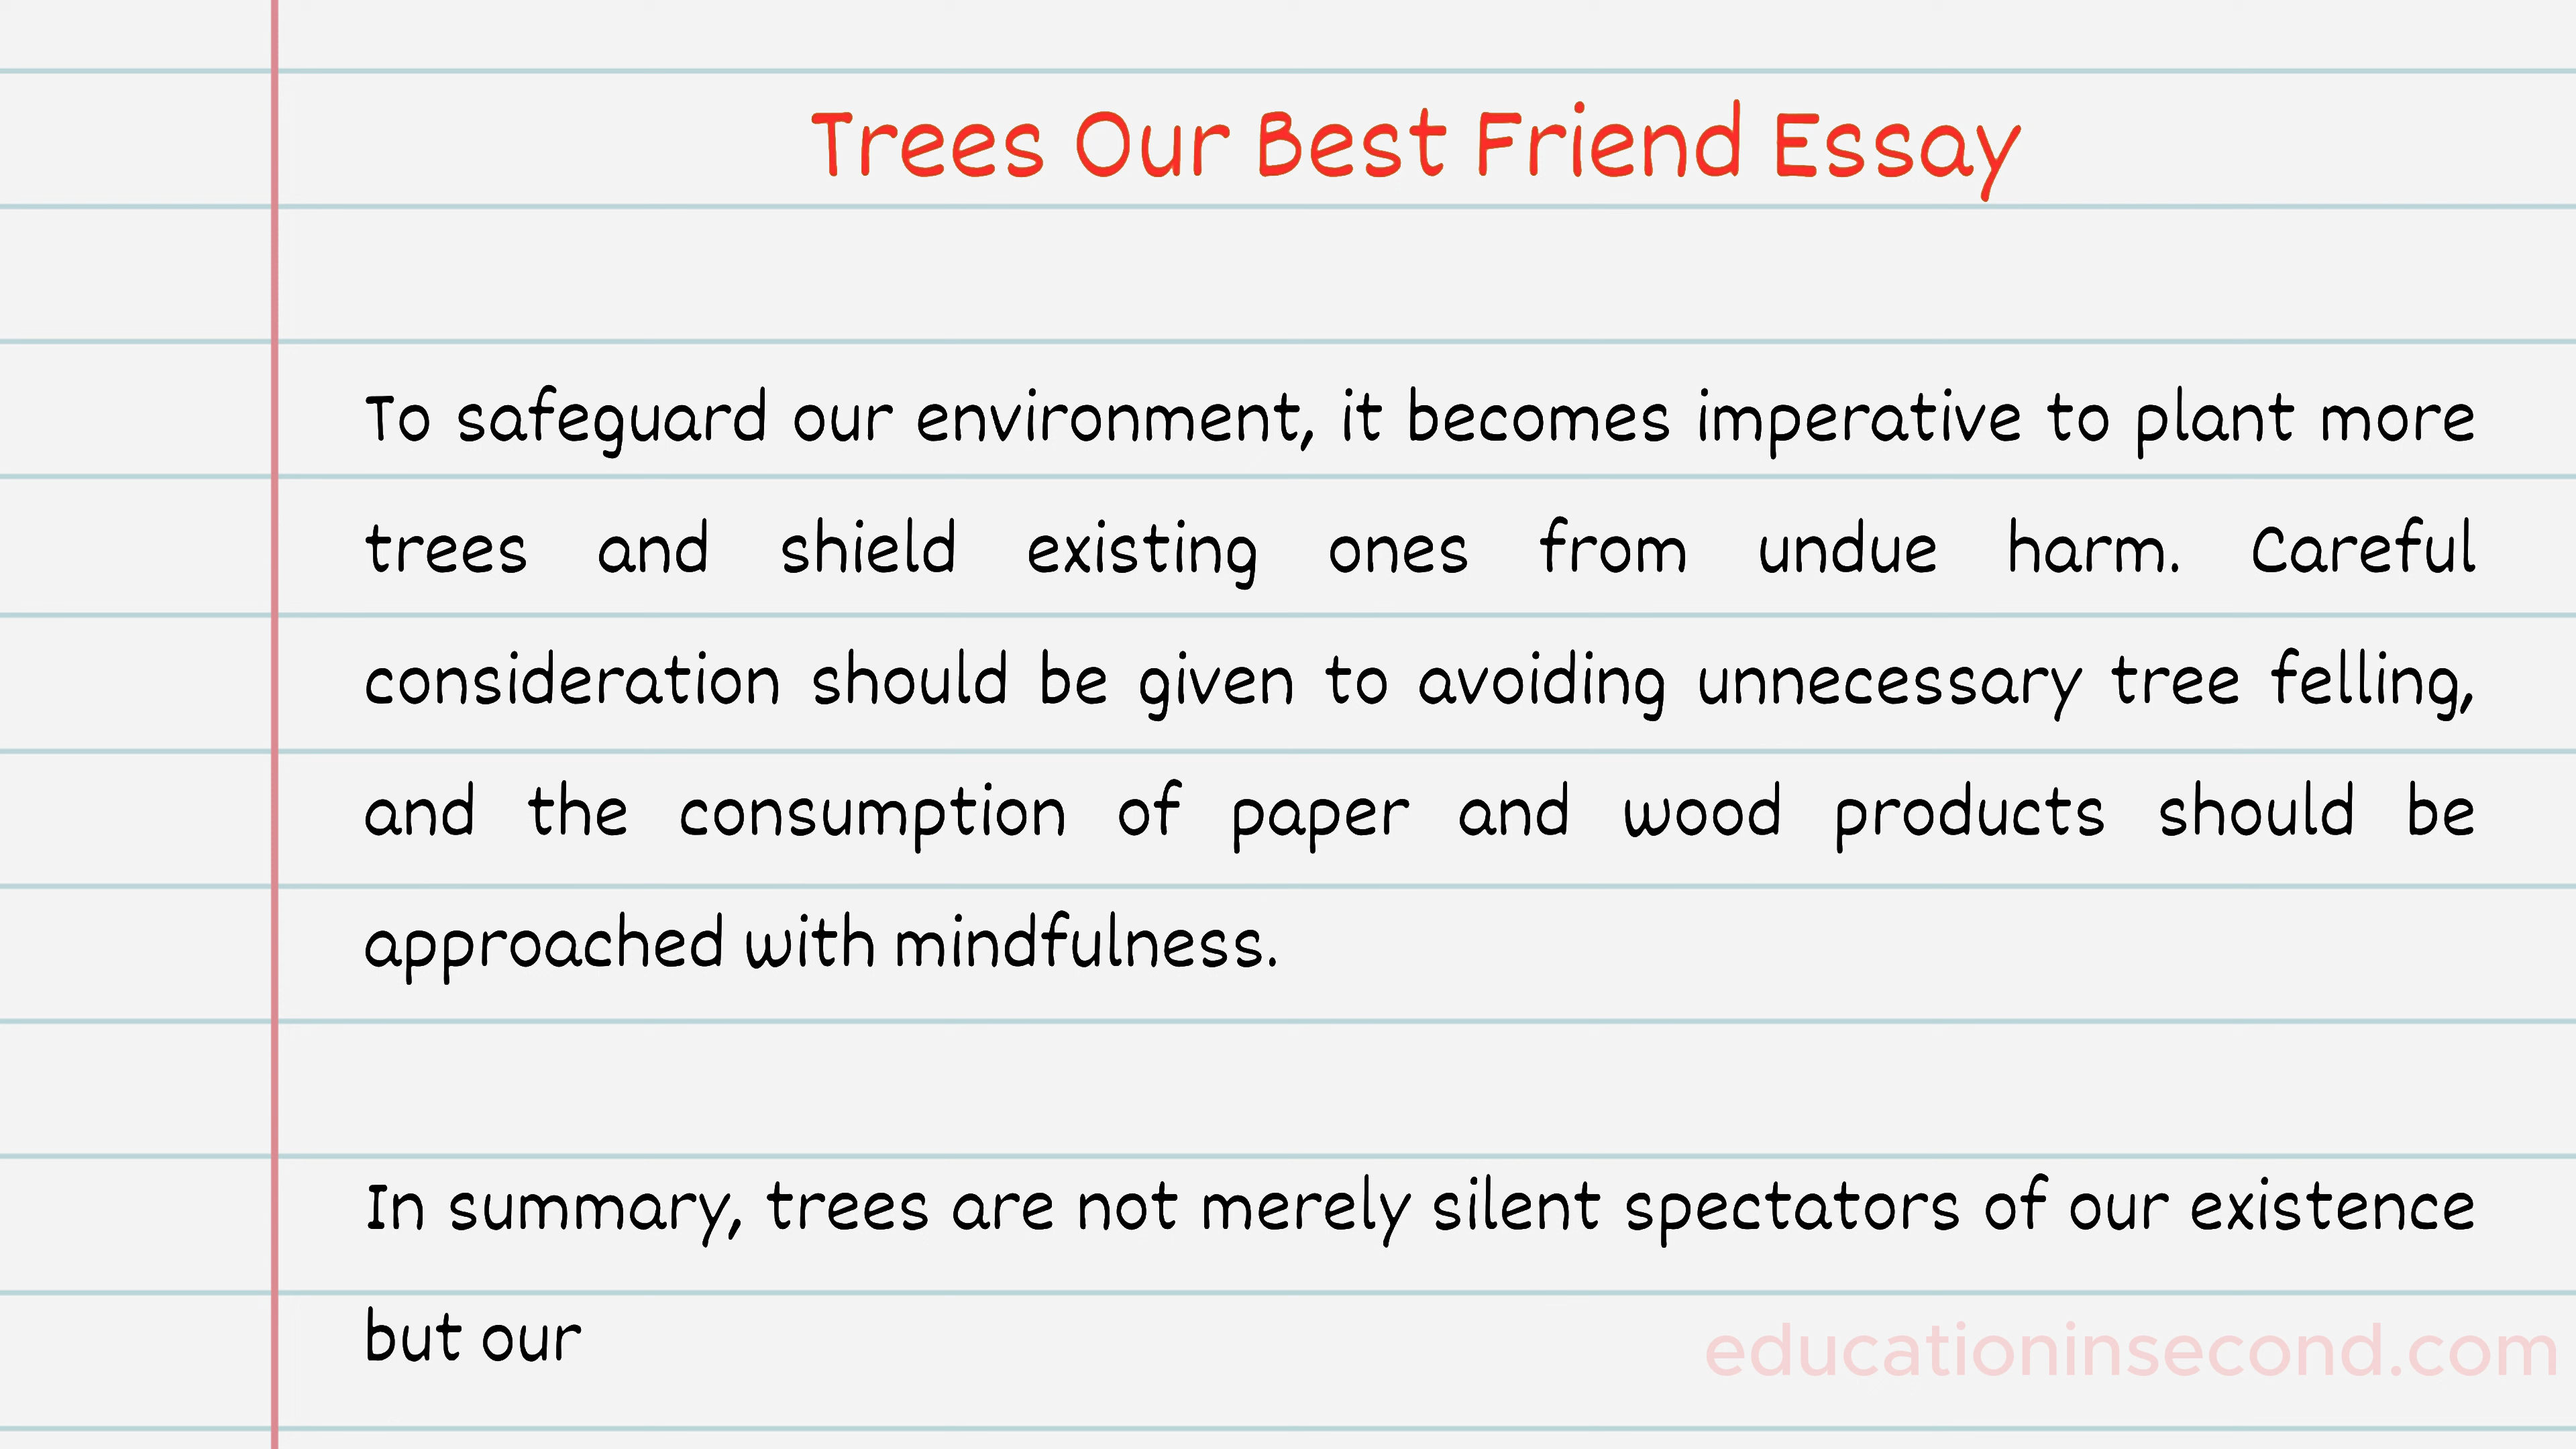 Trees Our Best Friend Essay
To safeguard our environment, it becomes imperative to plant more
trees and shield existing ones from undue harm. Careful
consideration should be given to avoiding unnecessary tree felling,
and the consumption of paper and wood products should be
approached with mindfulness.
In summary, trees are not merely silent spectators of our existence
but our
educationinsecond.com